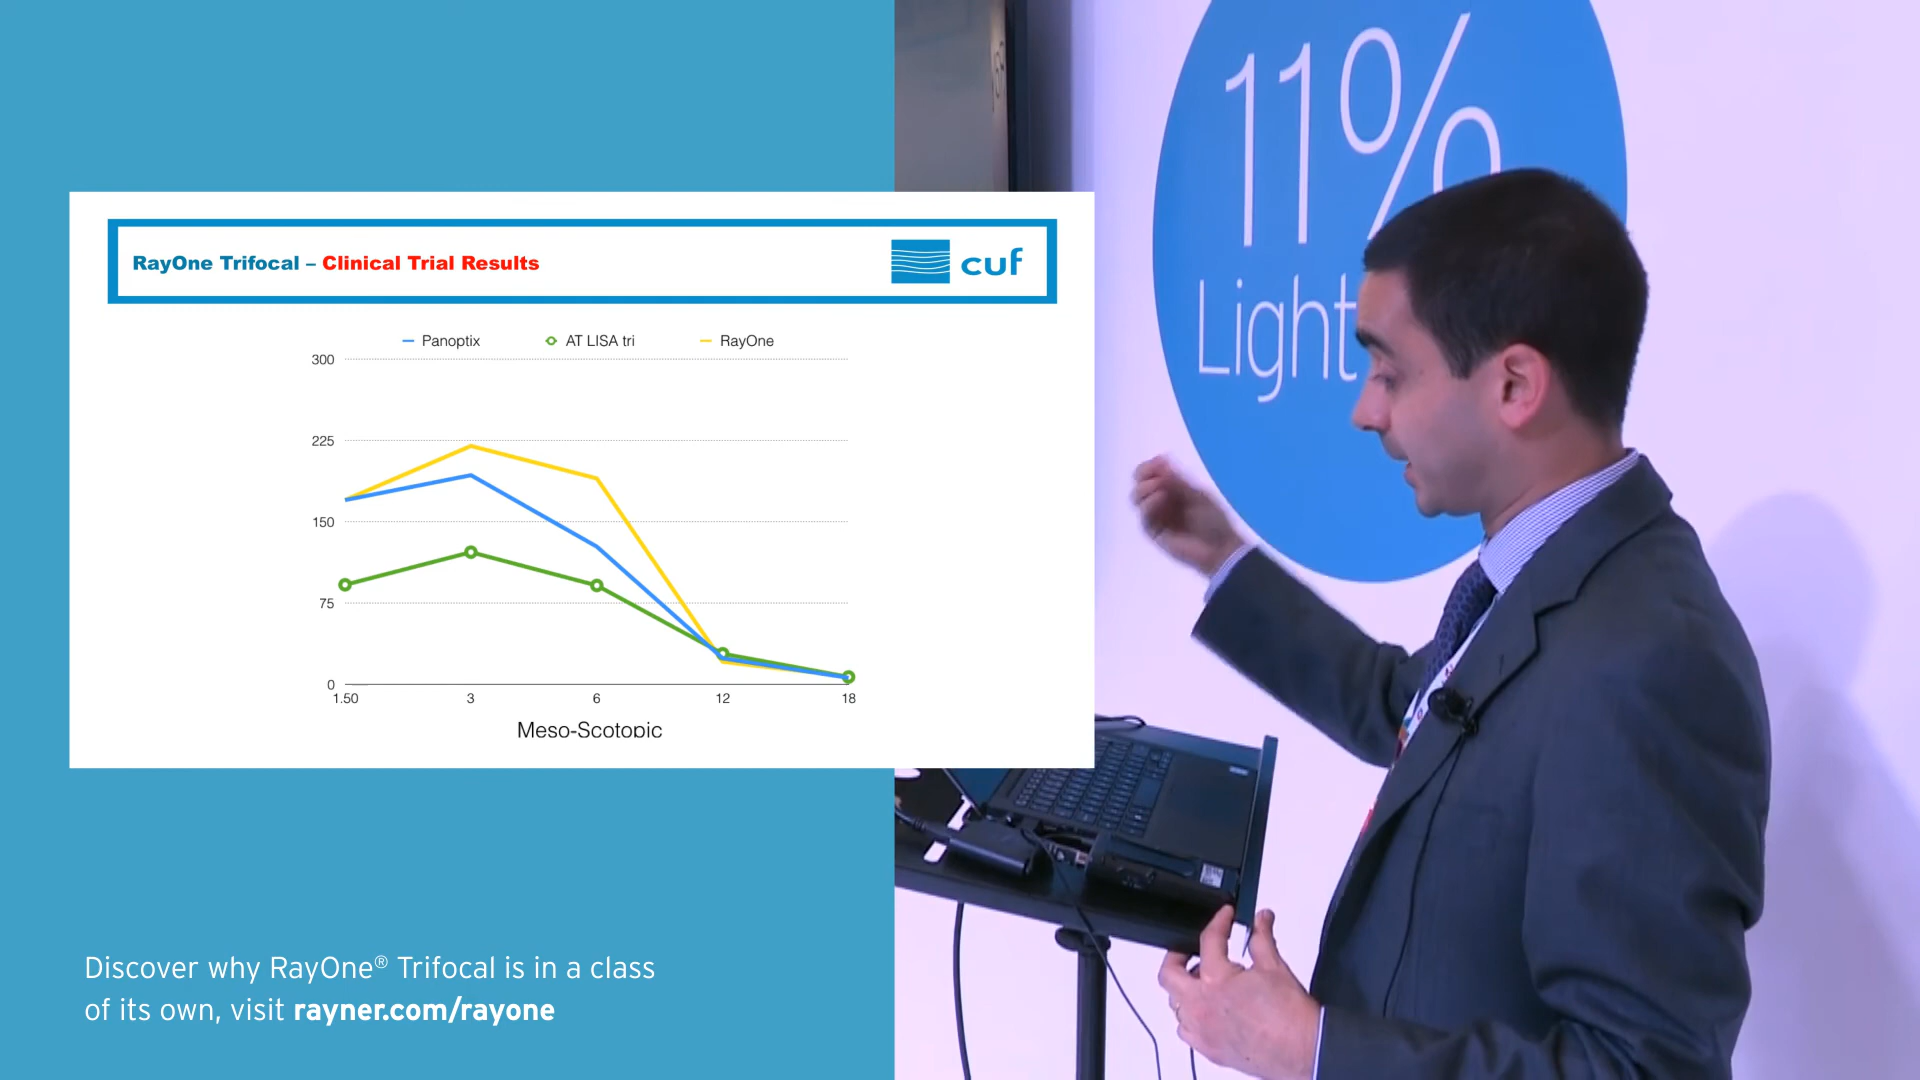 11%
Light
RayOne Trifocal – Clinical Trial Results
cuf
Panoptix
AT LISA tri
RayOne
300
225
150
75
0
1.50
3
6
12
18
Meso-Scotopic
Discover why RayOne® Trifocal is in a class
of its own, visit rayner.com/rayone